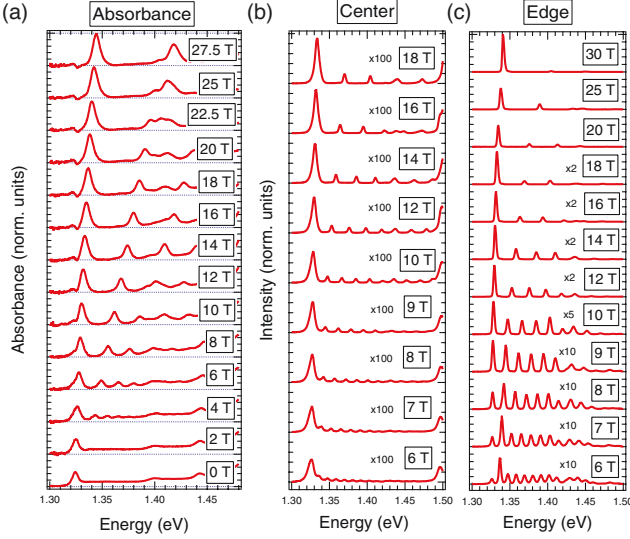 (a)
Absorbance
27.5 T
25 T
22.5 T
20 T
18 T
16 T
14 T
12 T
10 T
8 T
6 T
4 T
2 T
0 T
Absorbance (norm. units)
1.30
1.35
1.40
1.45
Energy (eV)
(b)
Center
x100
18 T
x100
16 T
x100
14 T
x100
12 T
x100
10 T
x100
9 T
x100
8 T
x100
7 T
x100
6 T
Intensity (norm. units)
1.30
1.35
1.40
1.45
1.50
Energy (eV)
(c)
Edge
30 T
25 T
20 T
x2
18 T
x2
16 T
x2
14 T
x2
12 T
x5
10 T
x10
9 T
x10
8 T
x10
7 T
x10
6 T
1.30
1.35
1.40
1.45
1.50
Energy (eV)